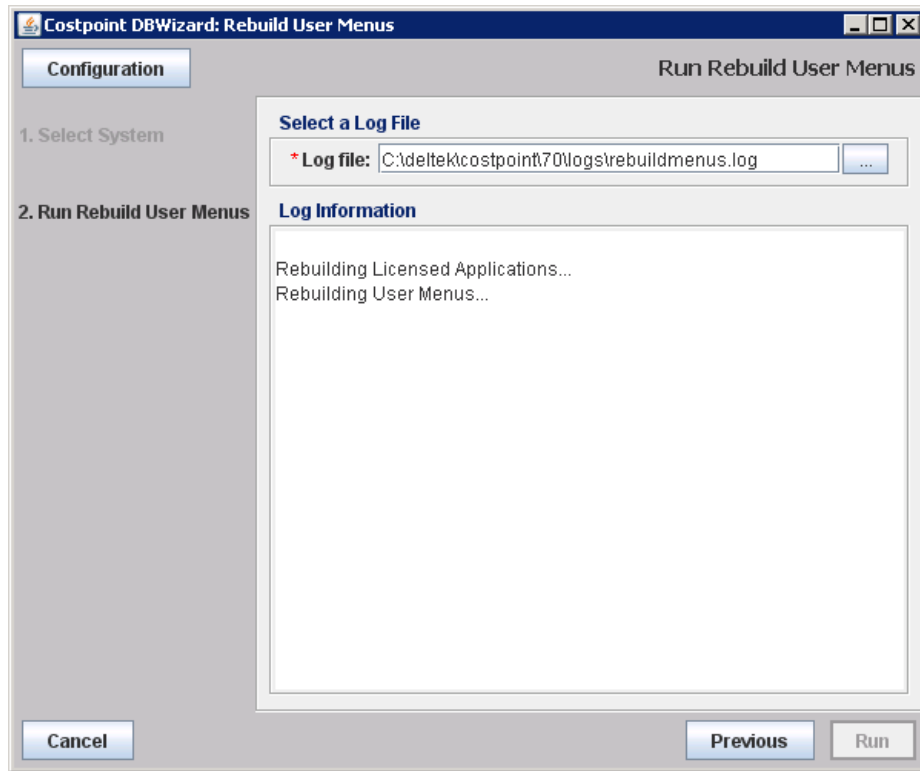 Costpoint DBWizard: Rebuild User Menus
Configuration
Run Rebuild User Menus
1. Select System
2. Run Rebuild User Menus
Select a Log File
*Log file: C:\deltek\costpoint\70\logs\rebuildmenus.log ...
Log Information
Rebuilding Licensed Applications...
Rebuilding User Menus...
Cancel
Previous
Run